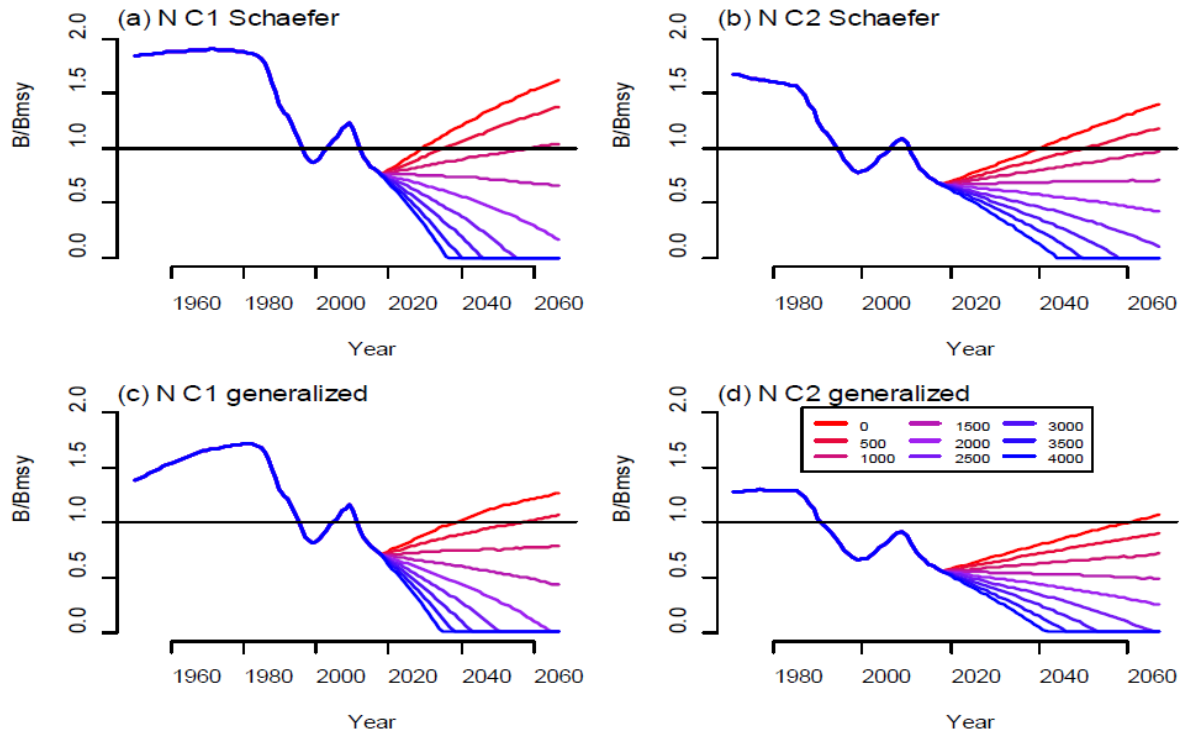 (a) N C1 Schaefer
B/Bmsy
0.0 0.5 1.0 1.5 2.0
1960 1980 2000 2020 2040 2060
Year
(b) N C2 Schaefer
B/Bmsy
0.0 0.5 1.0 1.5 2.0
1980 2000 2020 2040 2060
Year
(c) N C1 generalized
B/Bmsy
0.0 0.5 1.0 1.5 2.0
1960 1980 2000 2020 2040 2060
Year
(d) N C2 generalized
0 1500 3000
500 2000 3500
1000 2500 4000
B/Bmsy
0.0 0.5 1.0 1.5 2.0
1980 2000 2020 2040 2060
Year